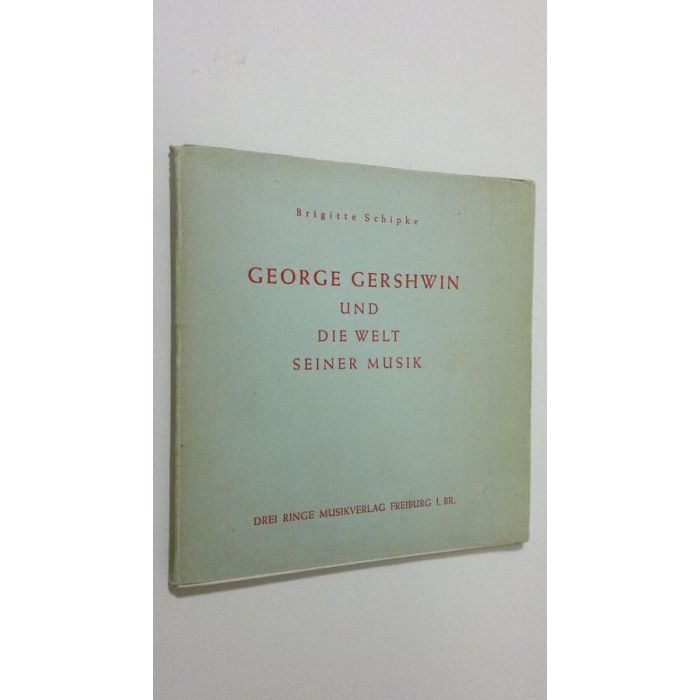 Brigitte Schipke
GEORGE GERSHWIN
UND
DIE WELT
SEINER MUSIK
DREI RINGE MUSIKVERLAG FREIBURG I. BR.